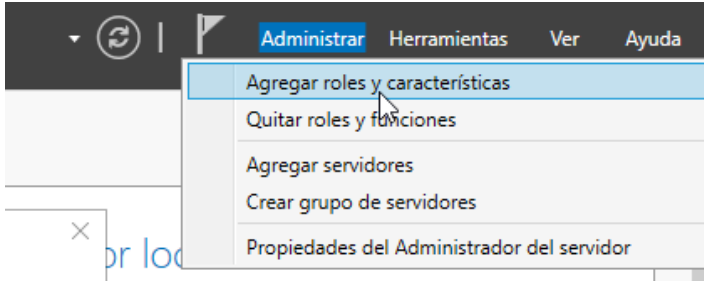 Administrar Herramientas Ver Ayuda
Agregar roles y características
Quitar roles y funciones
Agregar servidores
Crear grupo de servidores
Propiedades del Administrador del servidor